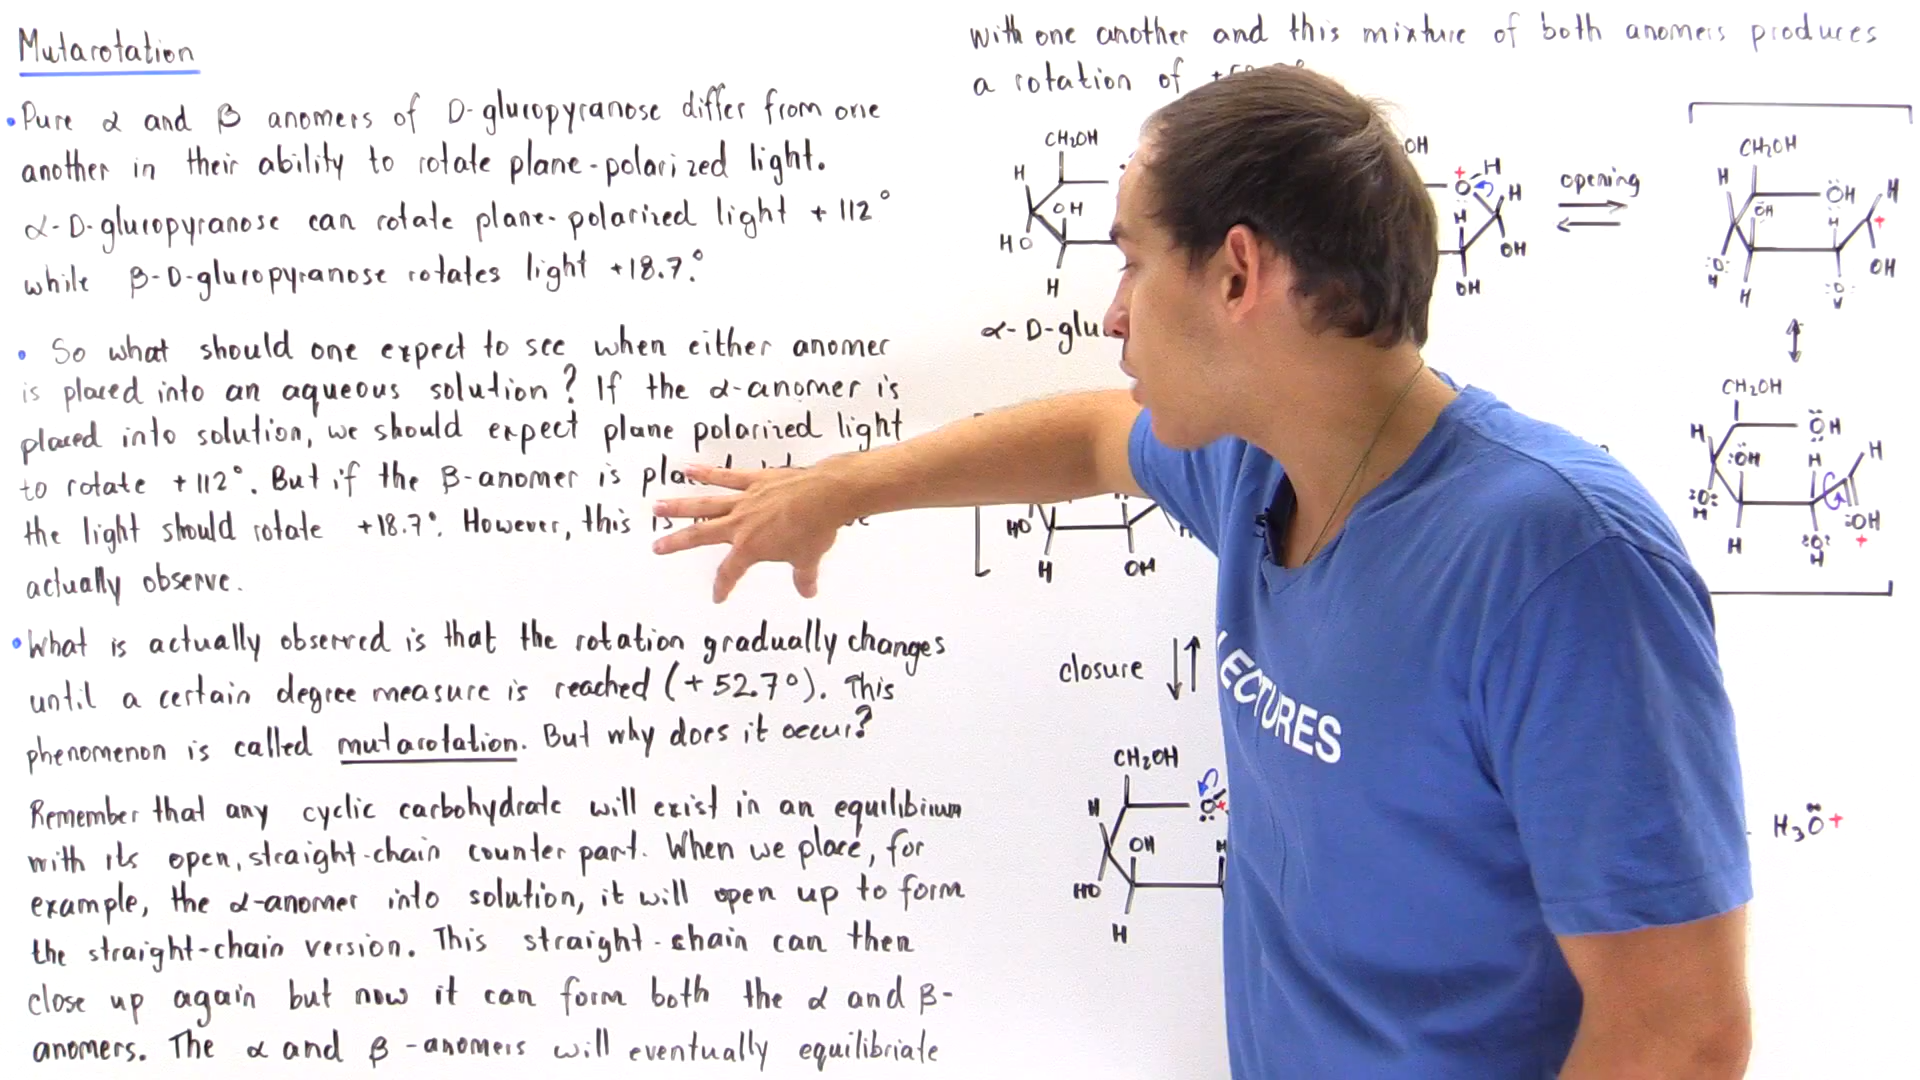 Mutarotation
• Pure α and β anomers of D-glucopyranose differ from one
another in their ability to rotate plane-polarized light.
α-D-glucopyranose can rotate plane-polarized light +112°
while β-D-glucopyranose rotates light +18.7°.
• So what should one expect to see when either anomer
is placed into an aqueous solution? If the α-anomer is
placed into solution, we should expect plane polarized light
to rotate +112°. But if the β-anomer is
the light should rotate +18.7°. However, this is
actually observe.
• What is actually observed is that the rotation gradually changes
until a certain degree measure is reached (+52.7°). This
phenomenon is called mutarotation. But why does it occur?
Remember that any cyclic carbohydrate will exist in an equilibium
with its open, straight-chain counter part. When we place, for
example, the α-anomer into solution, it will open up to form
the straight-chain version. This straight-chain can then
close up again but now it can form both the α and β-
anomers. The α and β-anomers will eventually equilibriate
with one another and this mixture of both anomers produces
a rotation of
CH₂OH
H
OH
HO
H
α-D-glu
OH
+
O
H
H
H
OH
OH
opening
CH₂OH
H
OH
ÖH
H
H
+
OH
:O:
H
H
:O:
CH₂OH
H
:ÖH
ÖH
H
H
:O:
H
H
:O:
H
:OH
+
HO
H
OH
H
closure
CH₂OH
H
OH
HO
H
O
+
H
LECTURES
H₃Ö+